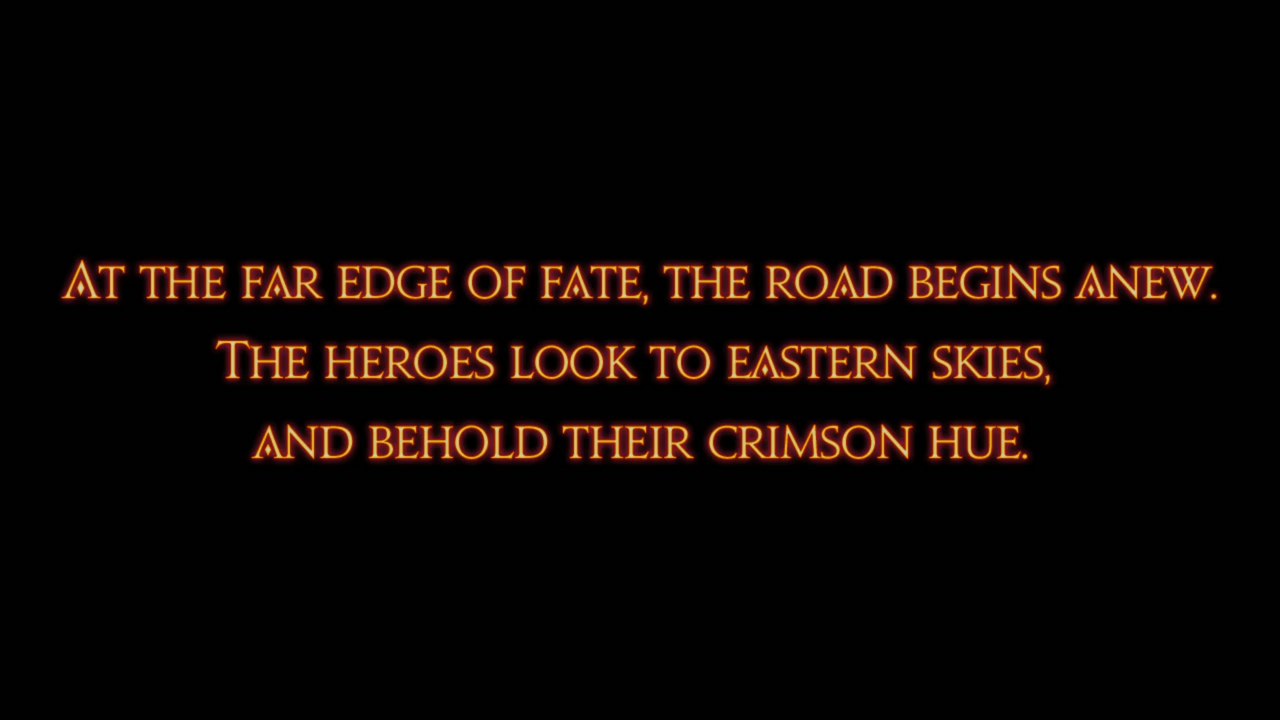 At the far edge of fate, the road begins anew.
The heroes look to eastern skies,
and behold their crimson hue.